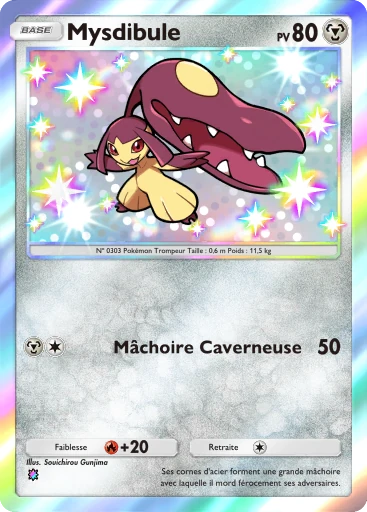 BASE
Mysdibule
PV 80
N° 0303 Pokémon Trompeur Taille : 0,6 m Poids : 11,5 kg
Mâchoire Caverneuse 50
Faiblesse +20 Retraite
Illus. Souichirou Gunjima
Ses cornes d'acier forment une grande mâchoire
avec laquelle il mord férocement ses adversaires.